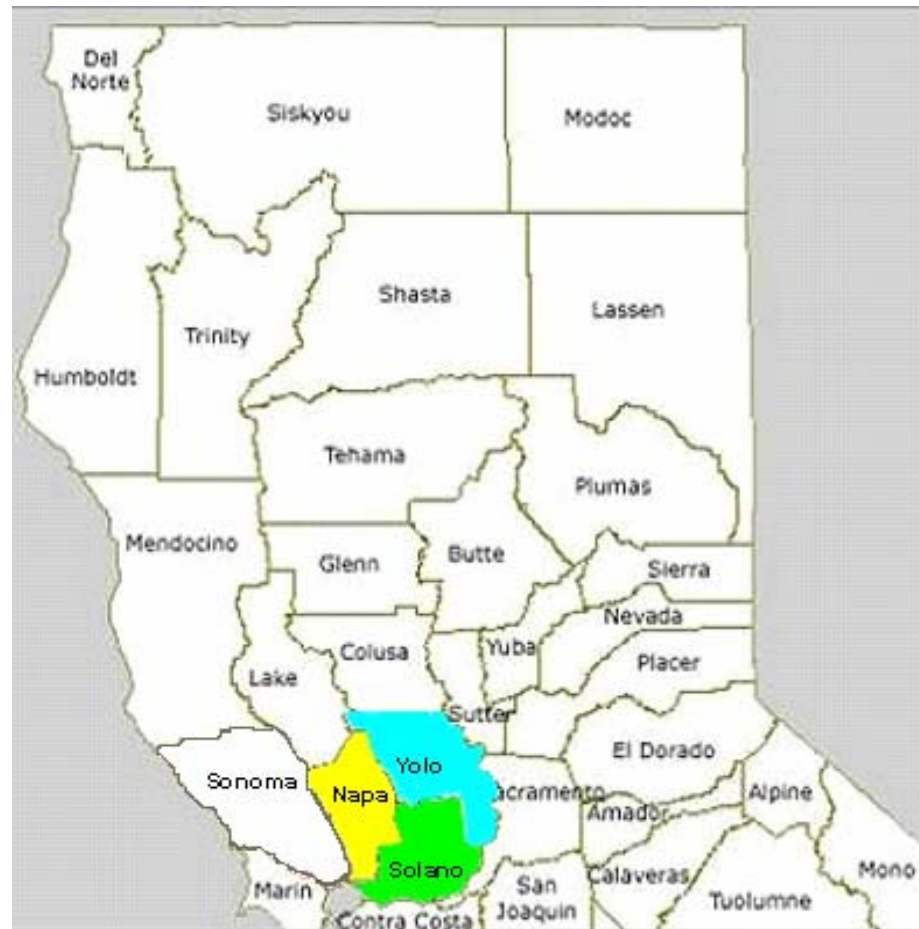 Del
Norte
Siskyou
Modoc
Shasta
Lassen
Trinity
Humboldt
Tehama
Plumas
Mendocino
Glenn
Butte
Sierra
Nevada
Yuba
Colusa
Placer
Lake
Sutter
El Dorado
Yolo
Sonoma
Napa
acramento
Alpine
Amador
Solano
Calaveras
Mono
Marin
San
Joaquin
Tuolumne
Contra Costa